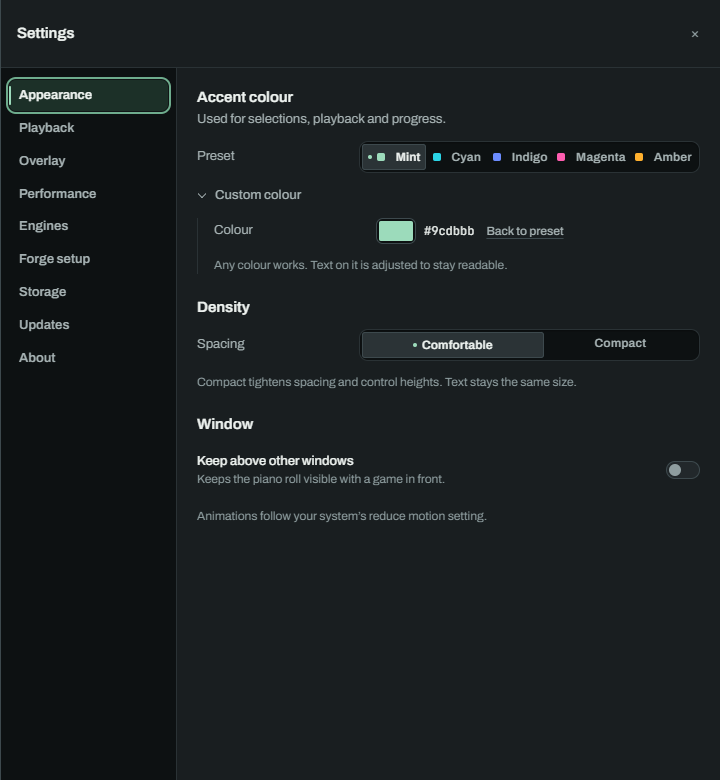 Settings
×
Appearance
Playback
Overlay
Performance
Engines
Forge setup
Storage
Updates
About
Accent colour
Used for selections, playback and progress.
Preset
Mint Cyan Indigo Magenta Amber
Custom colour
Colour #9cdbbb Back to preset
Any colour works. Text on it is adjusted to stay readable.
Density
Spacing Comfortable Compact
Compact tightens spacing and control heights. Text stays the same size.
Window
Keep above other windows
Keeps the piano roll visible with a game in front.
Animations follow your system's reduce motion setting.